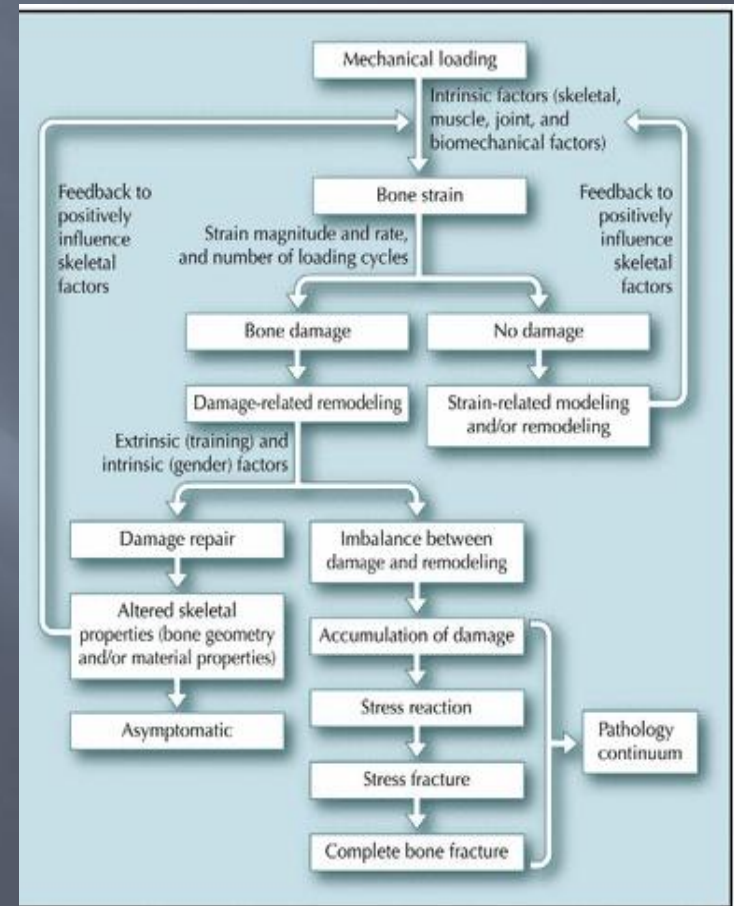 Mechanical loading
Intrinsic factors (skeletal,
muscle, joint, and
biomechanical factors)
Feedback to
positively
influence
skeletal
factors
Bone strain
Feedback to
positively
influence
skeletal
factors
Strain magnitude and rate,
and number of loading cycles
Bone damage
No damage
Damage-related remodeling
Strain-related modeling
and/or remodeling
Extrinsic (training) and
intrinsic (gender) factors
Damage repair
Imbalance between
damage and remodeling
Altered skeletal
properties (bone geometry
and/or material properties)
Accumulation of damage
Asymptomatic
Stress reaction
Pathology
continuum
Stress fracture
Complete bone fracture